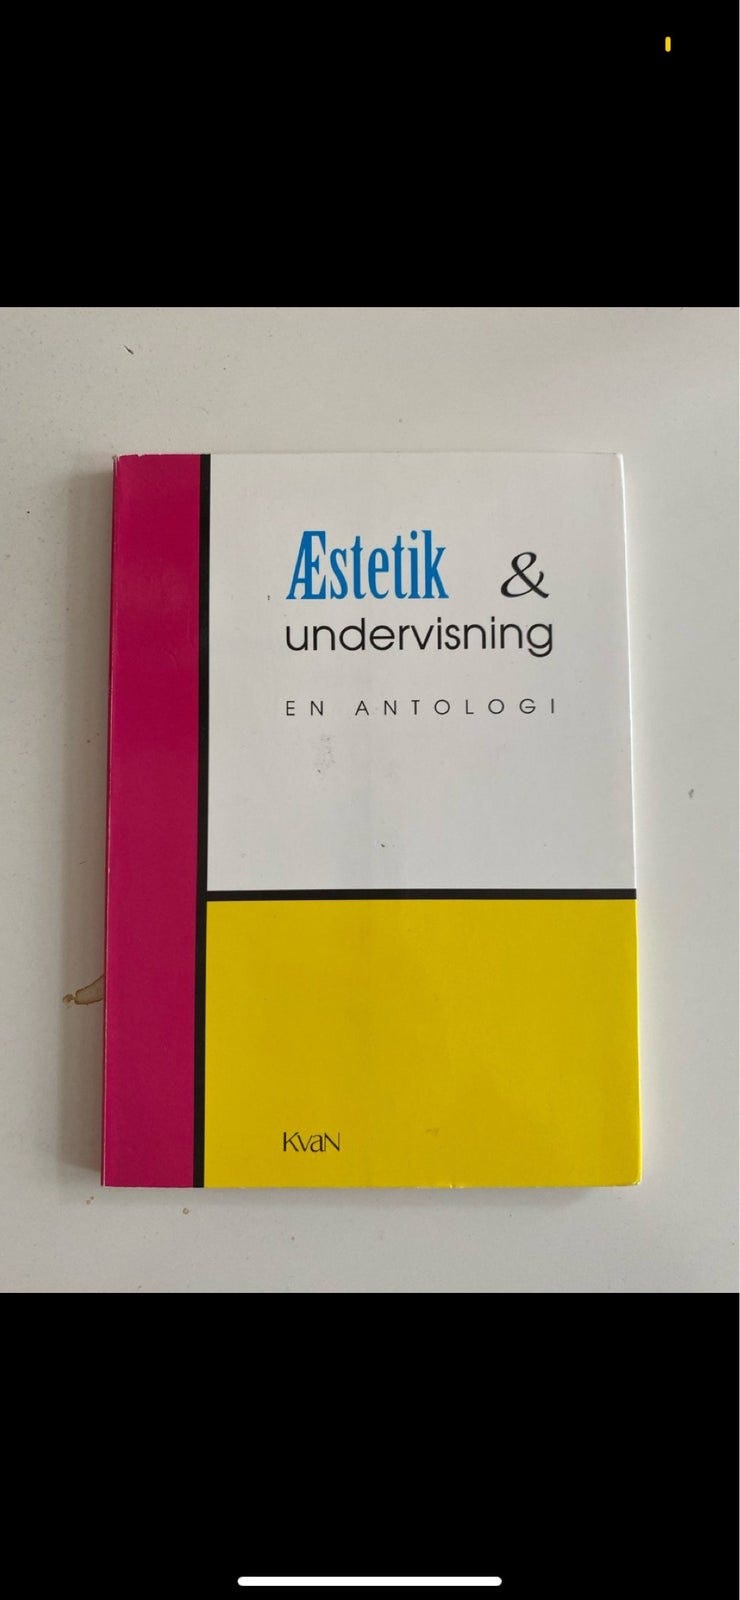 Æstetik &
undervisning
EN ANTOLOGI
KvaN